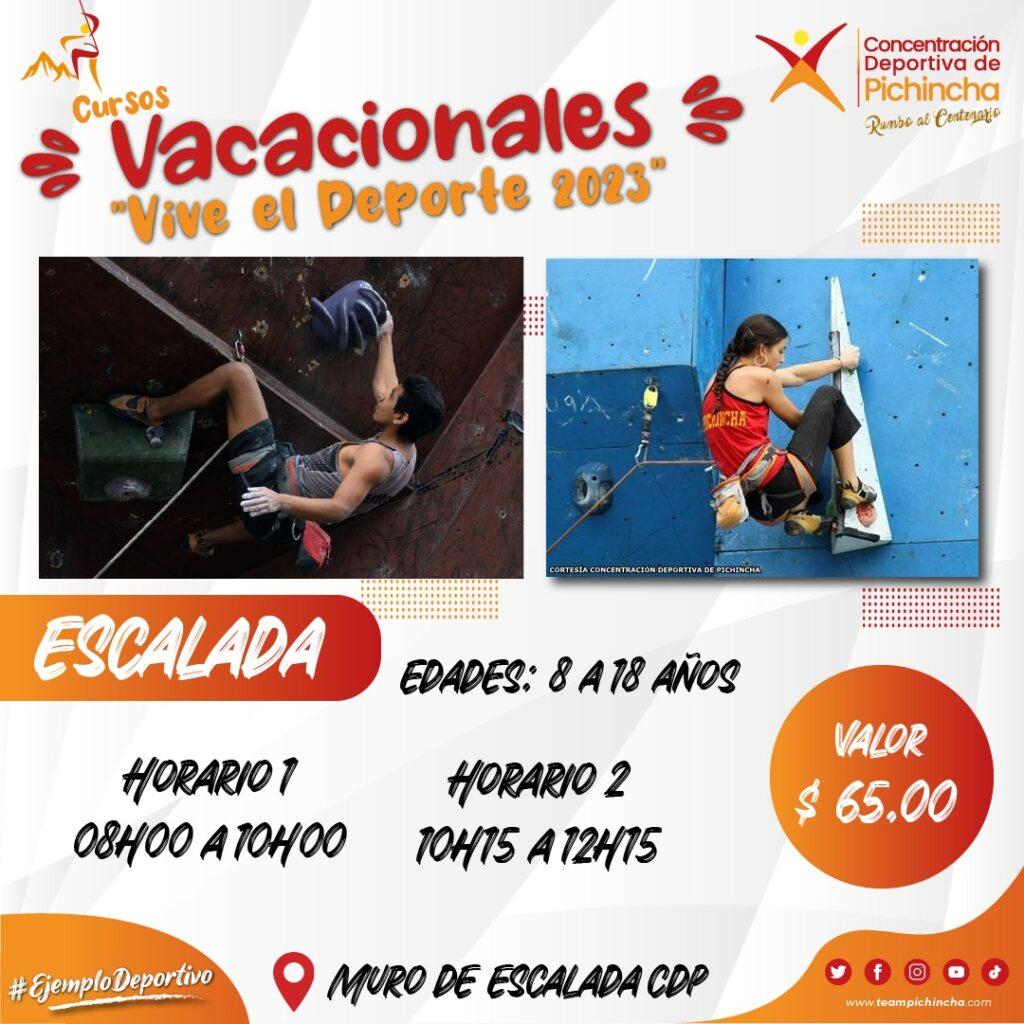 Cursos
Vacacionales
"Vive el Deporte 2023"
Concentración
Deportiva de
Pichincha
Rumbo al Centenario
PICHINCHA
CORTESÍA CONCENTRACIÓN DEPORTIVA DE PICHINCHA
ESCALADA
EDADES: 8 A 18 AÑOS
HORARIO 1
08H00 A 10H00
HORARIO 2
10H15 A 12H15
VALOR
$ 65.00
#EjemploDeportivo
MURO DE ESCALADA CDP
www.teampichincha.com